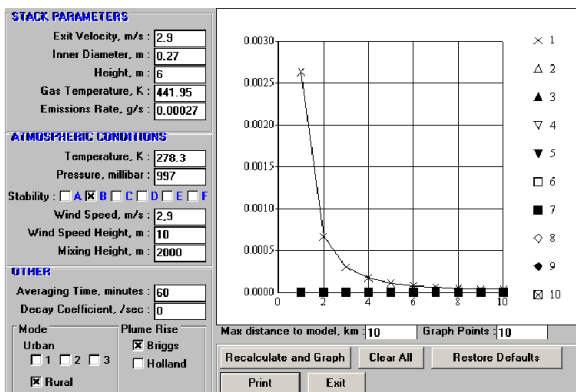 STACK PARAMETERS
Exit Velocity, m/s : 2.9
Inner Diameter, m : 0.27
Height, m : 6
Gas Temperature, K : 441.95
Emissions Rate, g/s : 0.00027
ATMOSPHERIC CONDITIONS
Temperature, K : 278.3
Pressure, millibar : 997
Stability : A B C D E F
Wind Speed, m/s : 2.9
Wind Speed Height, m : 10
Mixing Height, m : 2000
OTHER
Averaging Time, minutes : 60
Decay Coefficient, /sec : 0
Mode
Urban
1 2 3
Rural
Plume Rise
Briggs
Holland
0.0030
0.0025
0.0020
0.0015
0.0010
0.0005
0.0000
0 2 4 6 8 10
1
2
3
4
5
6
7
8
9
10
Max distance to model, km : 10 Graph Points : 10
Recalculate and Graph Clear All Restore Defaults
Print Exit